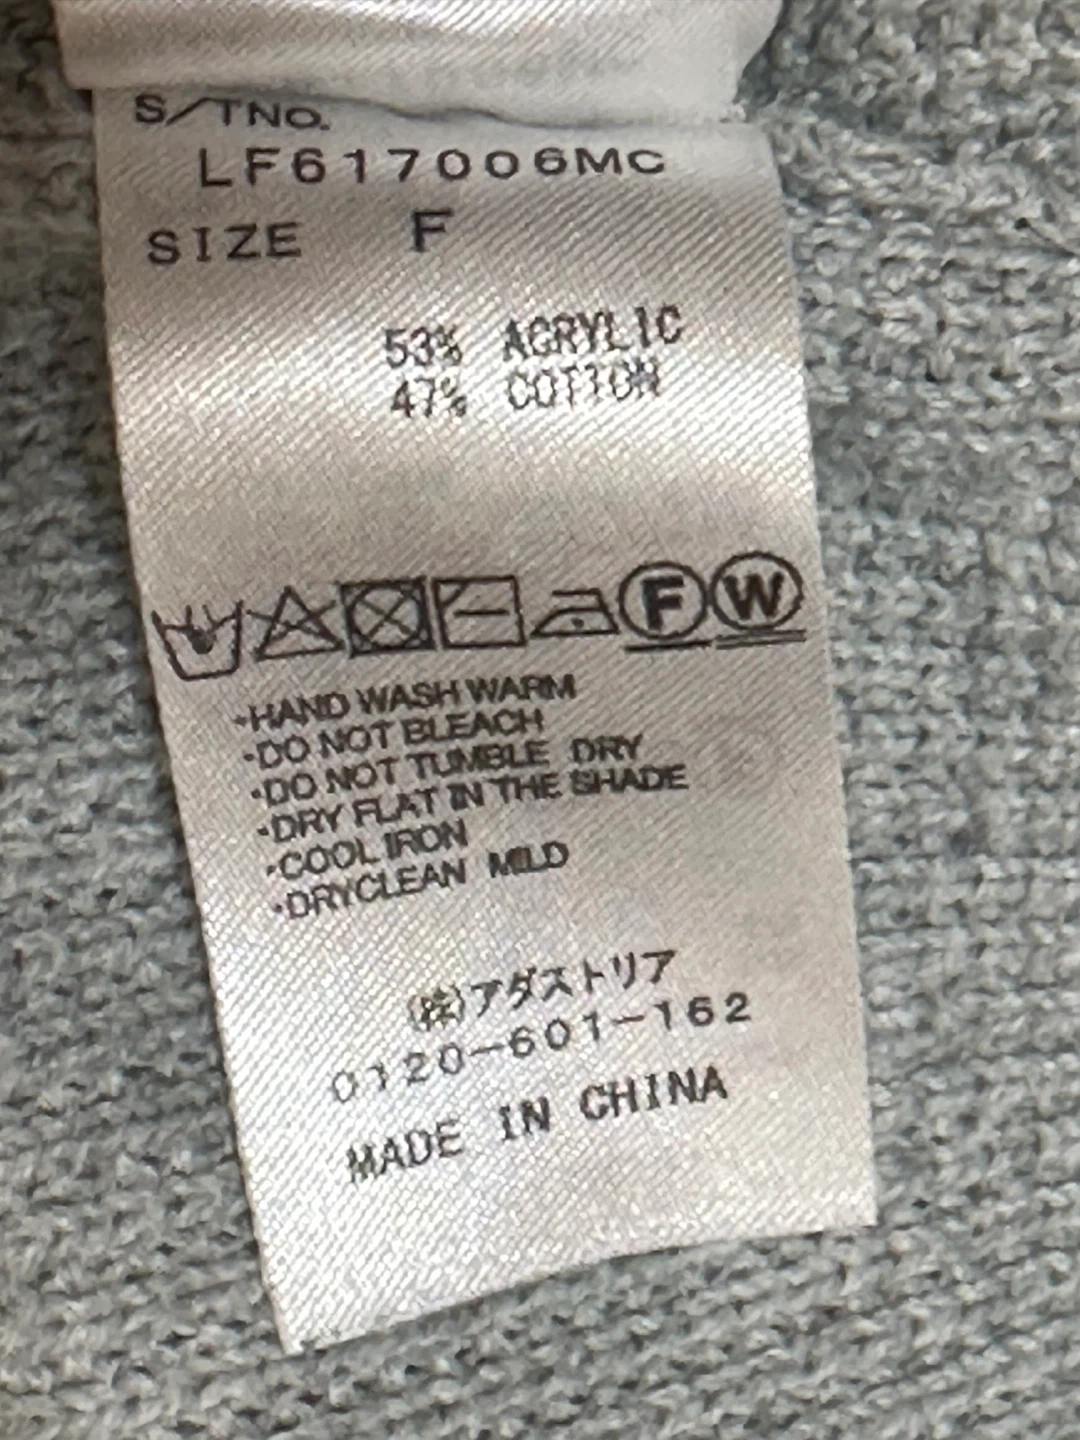 S/TNO.
LF617006MC
SIZE F
53% ACRYLIC
47% COTTON
F W
・HAND WASH WARM
・DO NOT BLEACH
・DO NOT TUMBLE DRY
・DRY FLAT IN THE SHADE
・COOL IRON
・DRYCLEAN MILD
(株)アダストリア
0120-601-162
MADE IN CHINA